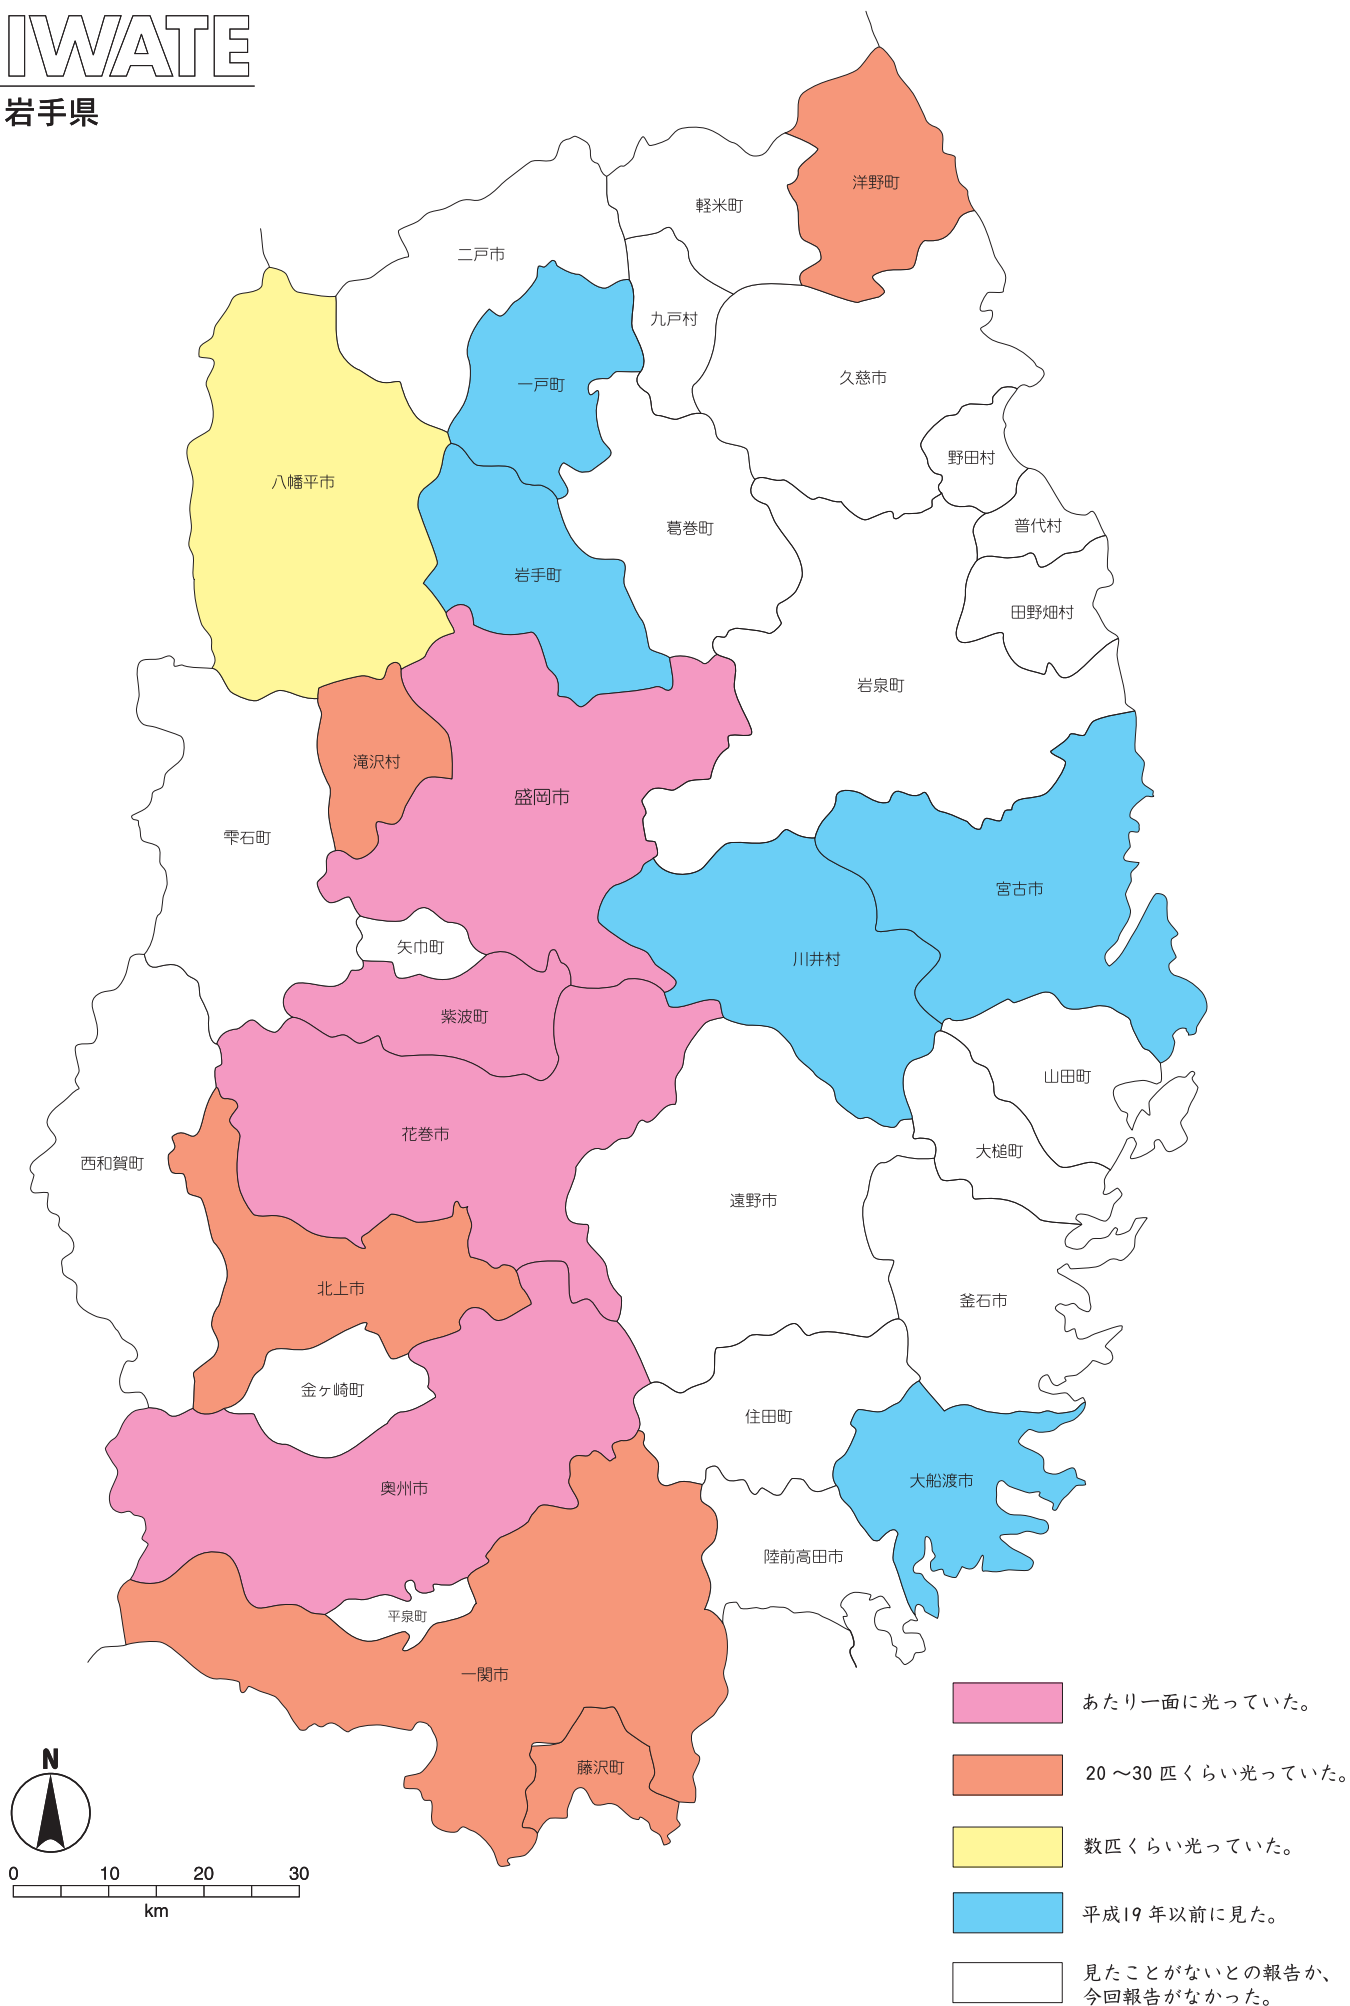 IWATE
岩手県
洋野町
軽米町
二戸市
九戸村
久慈市
一戸町
野田村
八幡平市
普代村
葛巻町
岩手町
田野畑村
岩泉町
滝沢村
盛岡市
雫石町
宮古市
矢巾町
川井村
紫波町
山田町
花巻市
大槌町
西和賀町
遠野市
北上市
釜石市
金ヶ崎町
住田町
大船渡市
奥州市
陸前高田市
平泉町
一関市
藤沢町
あたり一面に光っていた。
20～30匹くらい光っていた。
数匹くらい光っていた。
平成19年以前に見た。
見たことがないとの報告か、
今回報告がなかった。
N
0 10 20 30
km